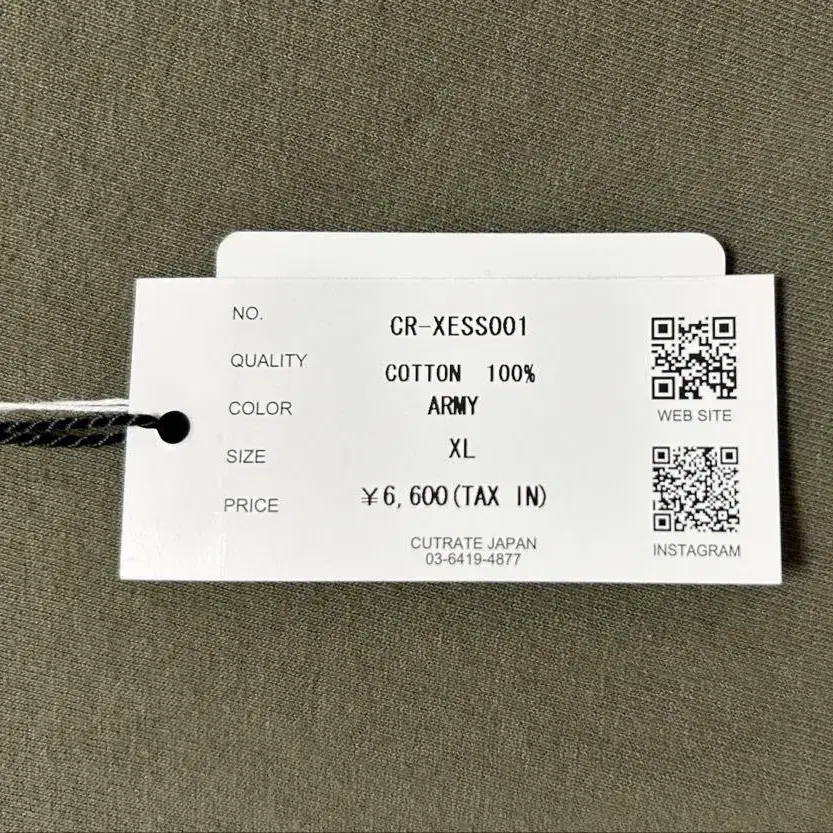 NO. CR-XESS001
QUALITY COTTON 100%
COLOR ARMY
SIZE XL
PRICE ¥6,600(TAX IN)
CUTRATE JAPAN
03-6419-4877
WEB SITE
INSTAGRAM